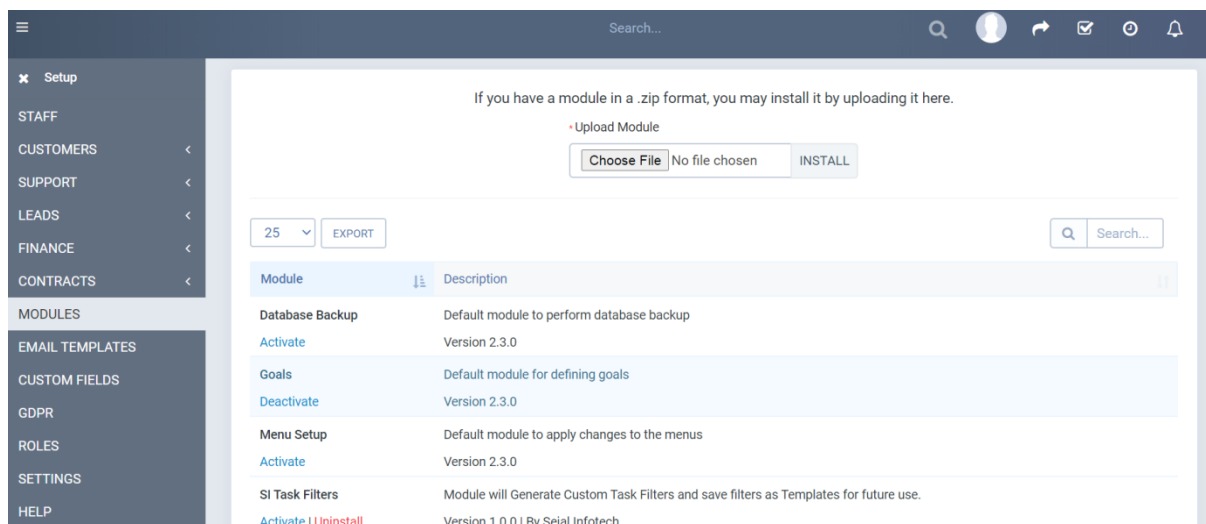 Search...
Setup
STAFF
CUSTOMERS
SUPPORT
LEADS
FINANCE
CONTRACTS
MODULES
EMAIL TEMPLATES
CUSTOM FIELDS
GDPR
ROLES
SETTINGS
HELP
If you have a module in a .zip format, you may install it by uploading it here.
* Upload Module
Choose File No file chosen INSTALL
25 EXPORT Search...
Module Description
Database Backup Default module to perform database backup
Activate Version 2.3.0
Goals Default module for defining goals
Deactivate Version 2.3.0
Menu Setup Default module to apply changes to the menus
Activate Version 2.3.0
SI Task Filters Module will Generate Custom Task Filters and save filters as Templates for future use.
Activate | Uninstall Version 1.0.0 | By Sejal Infotech